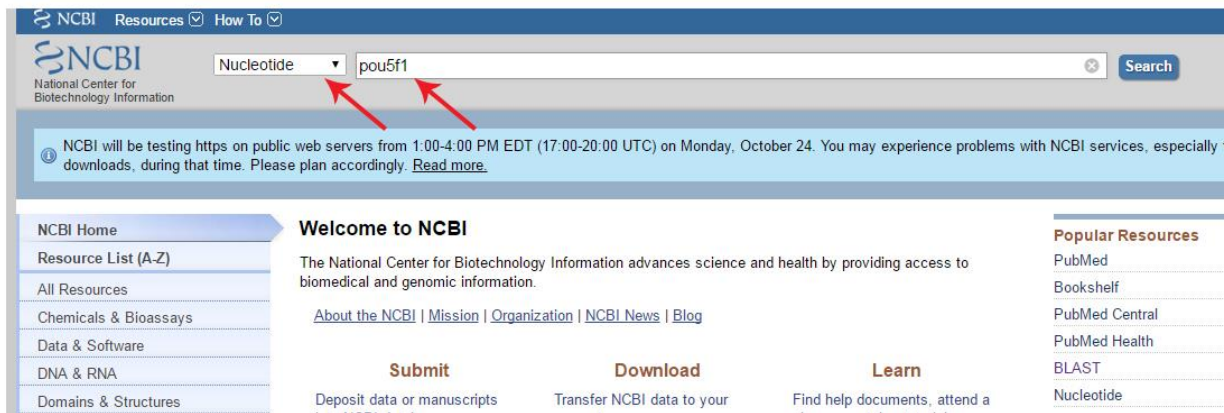 NCBI Resources How To
NCBI
National Center for
Biotechnology Information
Nucleotide
pou5f1
Search
NCBI will be testing https on public web servers from 1:00-4:00 PM EDT (17:00-20:00 UTC) on Monday, October 24. You may experience problems with NCBI services, especially
downloads, during that time. Please plan accordingly. Read more.
NCBI Home
Resource List (A-Z)
All Resources
Chemicals & Bioassays
Data & Software
DNA & RNA
Domains & Structures
Welcome to NCBI
The National Center for Biotechnology Information advances science and health by providing access to
biomedical and genomic information.
About the NCBI | Mission | Organization | NCBI News | Blog
Submit
Deposit data or manuscripts
Download
Transfer NCBI data to your
Learn
Find help documents, attend a
Popular Resources
PubMed
Bookshelf
PubMed Central
PubMed Health
BLAST
Nucleotide